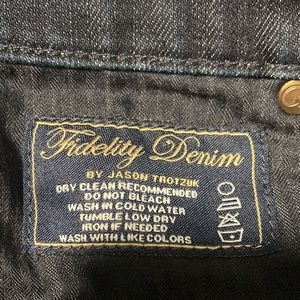 Fidelity Denim
BY JASON TROTZUK
DRY CLEAN RECOMMENDED
DO NOT BLEACH
WASH IN COLD WATER
TUMBLE LOW DRY
IRON IF NEEDED
WASH WITH LIKE COLORS